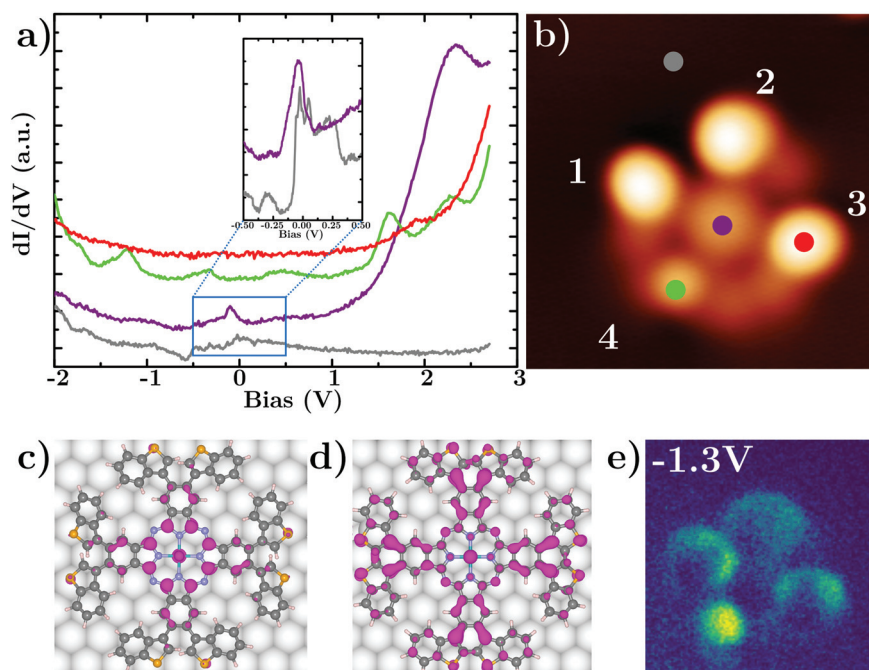 a)
dI/dV (a.u.)
-0.50 -0.25 0.00 0.25 0.50
Bias (V)
-2 -1 0 1 2 3
Bias (V)
b)
2
1
3
4
c)
d)
e)
-1.3V